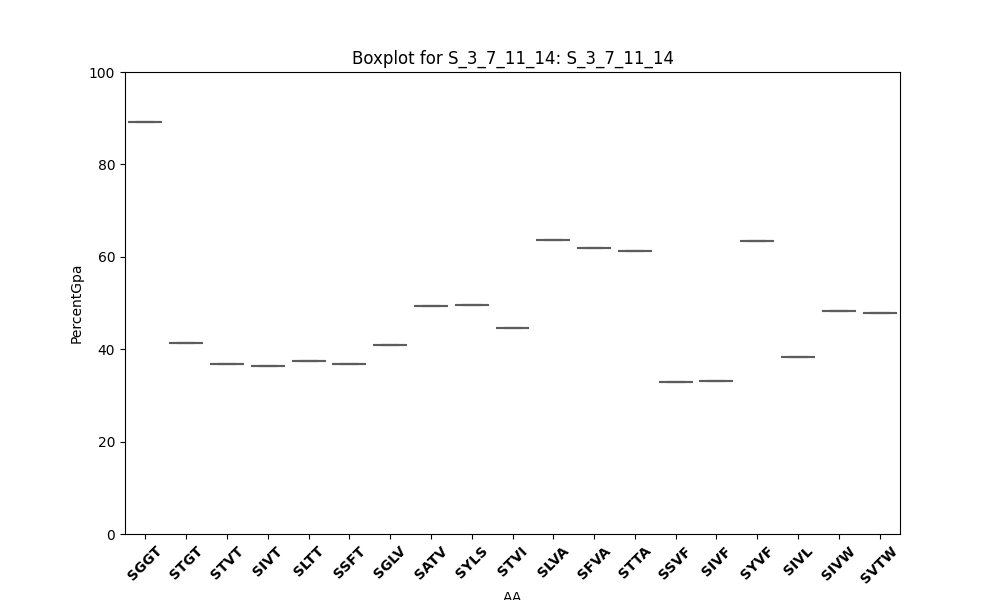 Boxplot for S_3_7_11_14: S_3_7_11_14
100
80
60
40
20
0
PercentGpa
SGGT STGT STVT SIVT SLTT SSFT SGLV SATV SYLS STVI SLVA SFVA STTA SSVF SIVF SYVF SIVL SIVW SVTW
AA